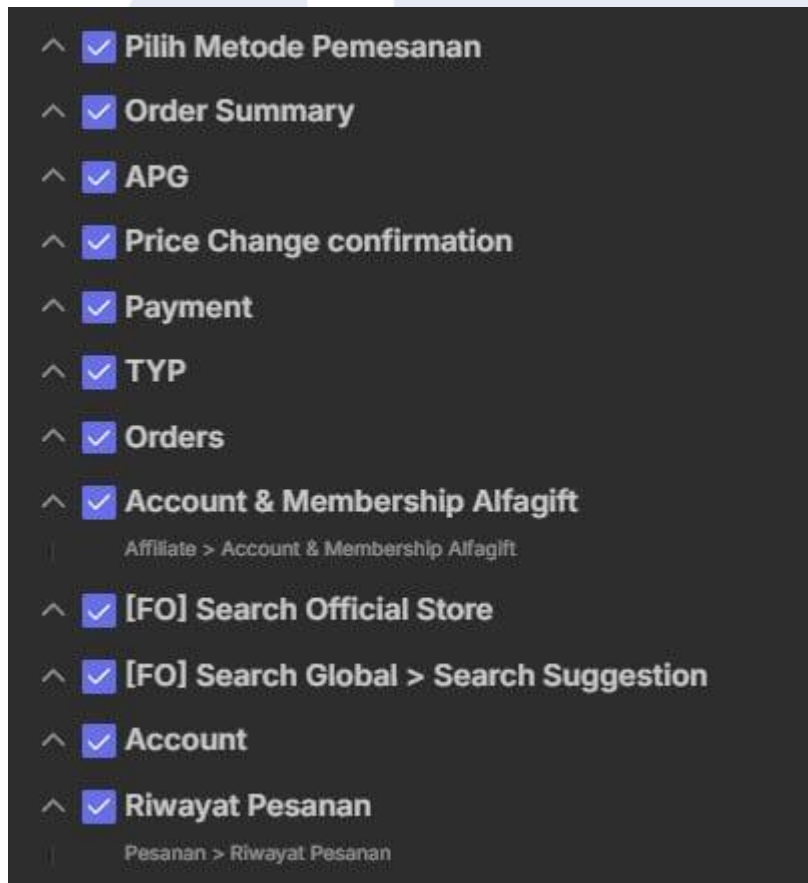 Pilih Metode Pemesanan
Order Summary
APG
Price Change confirmation
Payment
TYP
Orders
Account & Membership Alfagift
Affiliate > Account & Membership Alfagift
[FO] Search Official Store
[FO] Search Global > Search Suggestion
Account
Riwayat Pesanan
Pesanan > Riwayat Pesanan